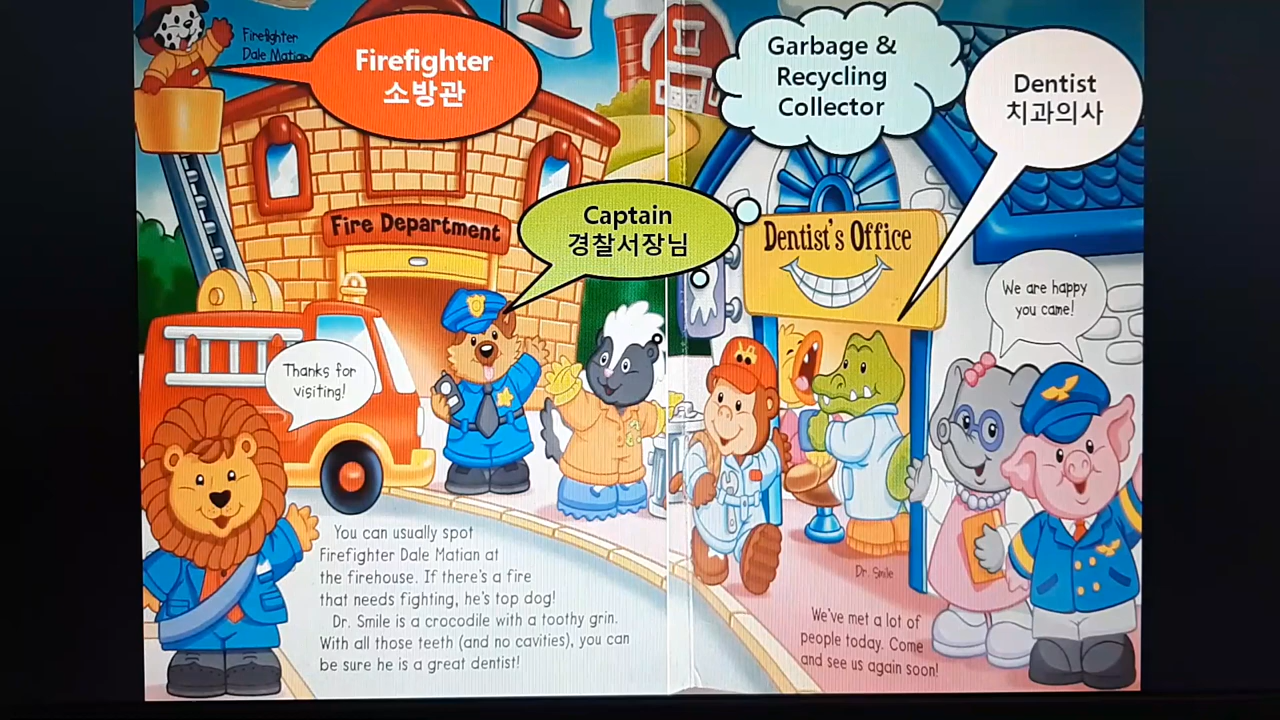 Firefighter
Dale Matian
Firefighter
소방관
Garbage &
Recycling
Collector
Dentist
치과의사
Captain
경찰서장님
Fire Department
Dentist's Office
We are happy
you came!
Thanks for
visiting!
You can usually spot
Firefighter Dale Matian at
the firehouse. If there's a fire
that needs fighting, he's top dog!
Dr. Smile is a crocodile with a toothy grin.
With all those teeth (and no cavities), you can
be sure he is a great dentist!
Dr. Smile
We've met a lot of
people today. Come
and see us again soon!